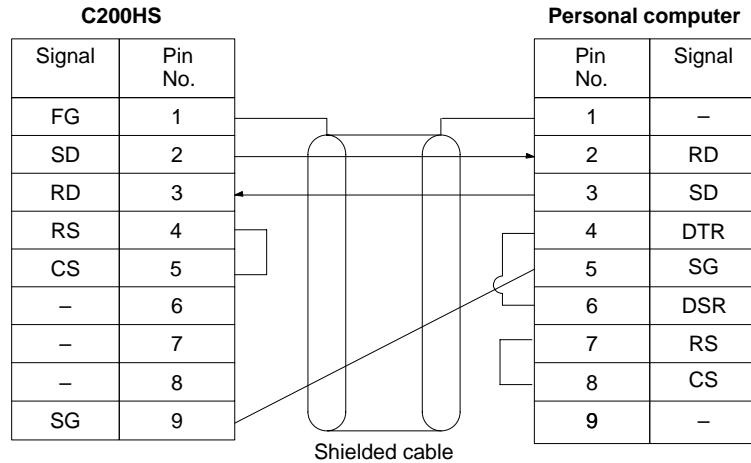 C200HS Personal computer
Signal Pin No. Pin No. Signal
FG 1 1 –
SD 2 2 RD
RD 3 3 SD
RS 4 4 DTR
CS 5 5 SG
– 6 6 DSR
– 7 7 RS
– 8 8 CS
SG 9 9 –
Shielded cable